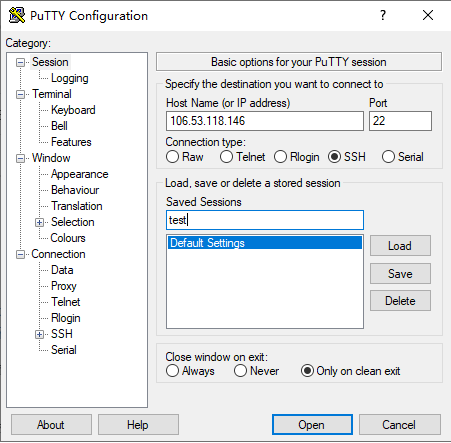 PuTTY Configuration
Category:
Session
Logging
Terminal
Keyboard
Bell
Features
Window
Appearance
Behaviour
Translation
Selection
Colours
Connection
Data
Proxy
Telnet
Rlogin
SSH
Serial
Basic options for your PuTTY session
Specify the destination you want to connect to
Host Name (or IP address) Port
106.53.118.146 22
Connection type:
Raw Telnet Rlogin SSH Serial
Load, save or delete a stored session
Saved Sessions
test
Default Settings
Load
Save
Delete
Close window on exit:
Always Never Only on clean exit
About Help Open Cancel